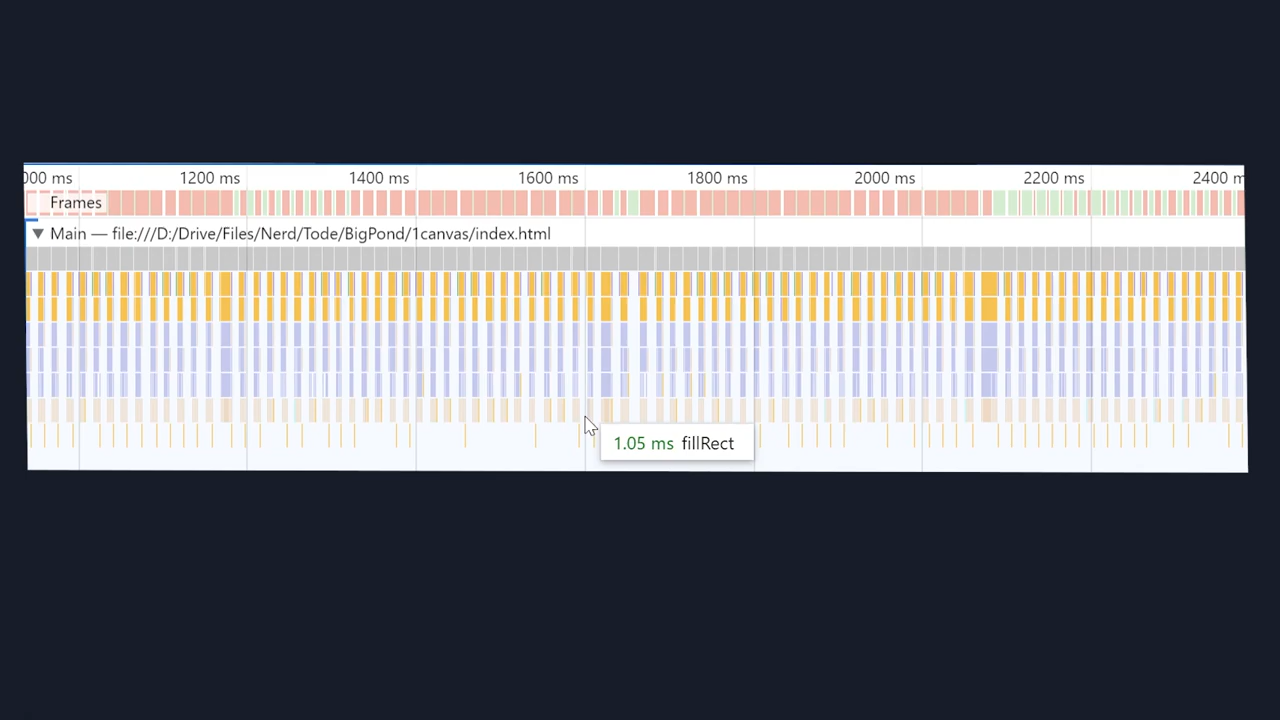 000 ms 1200 ms 1400 ms 1600 ms 1800 ms 2000 ms 2200 ms 2400 m
Frames
Main — file:///D:/Drive/Files/Nerd/Tode/BigPond/1canvas/index.html
1.05 ms fillRect